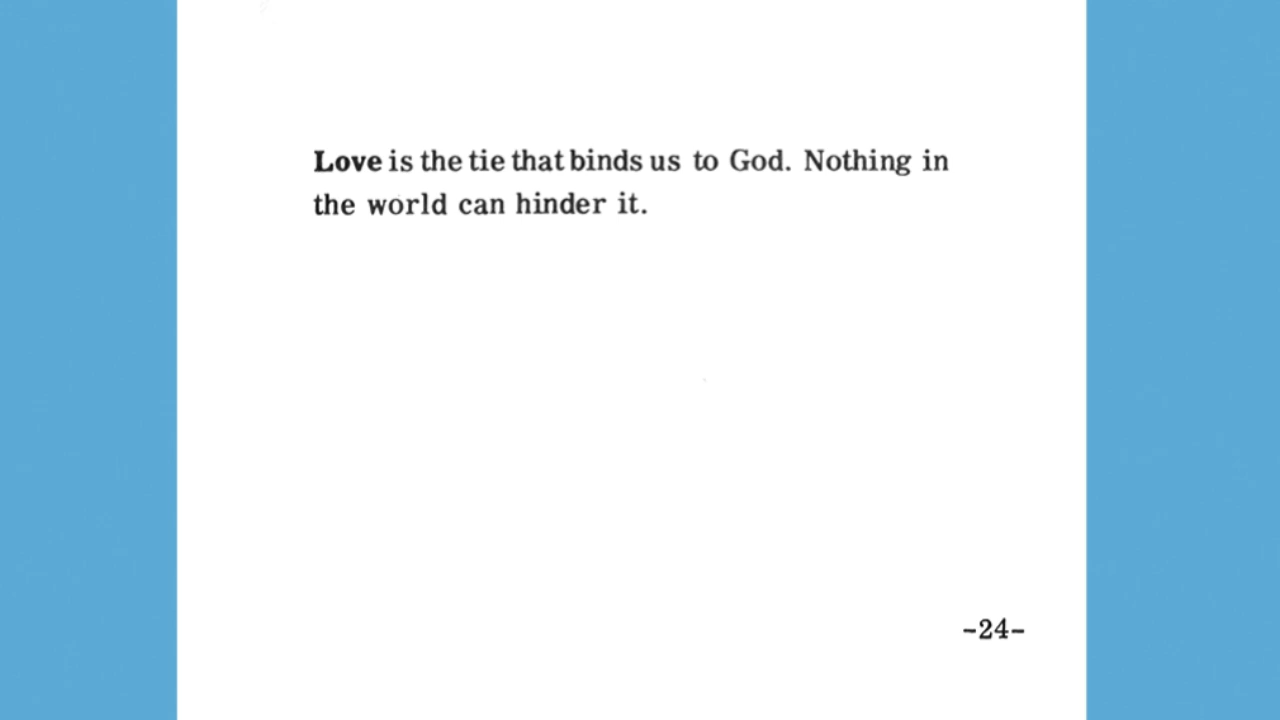 Love is the tie that binds us to God. Nothing in
the world can hinder it.
-24-